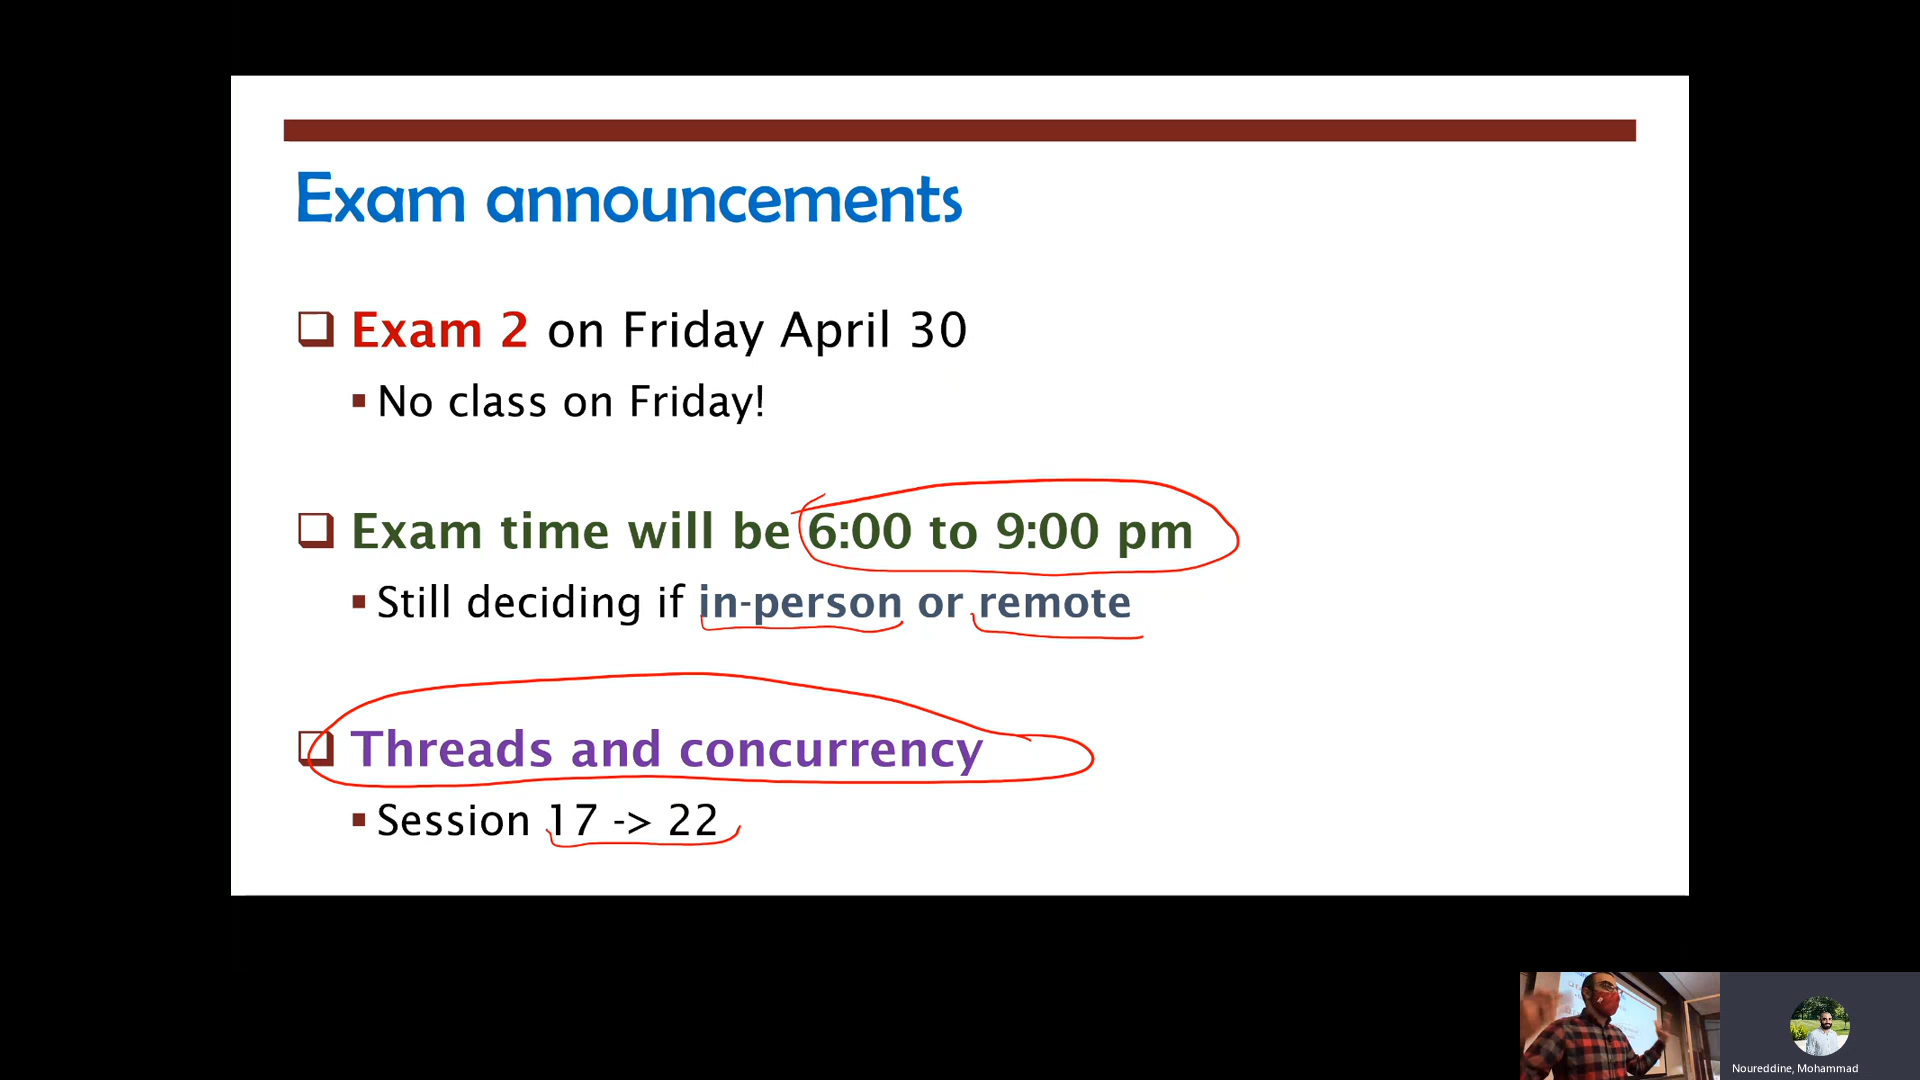 Exam announcements
Exam 2 on Friday April 30
No class on Friday!
Exam time will be 6:00 to 9:00 pm
Still deciding if in-person or remote
Threads and concurrency
Session 17 -> 22
Noureddine, Mohammad